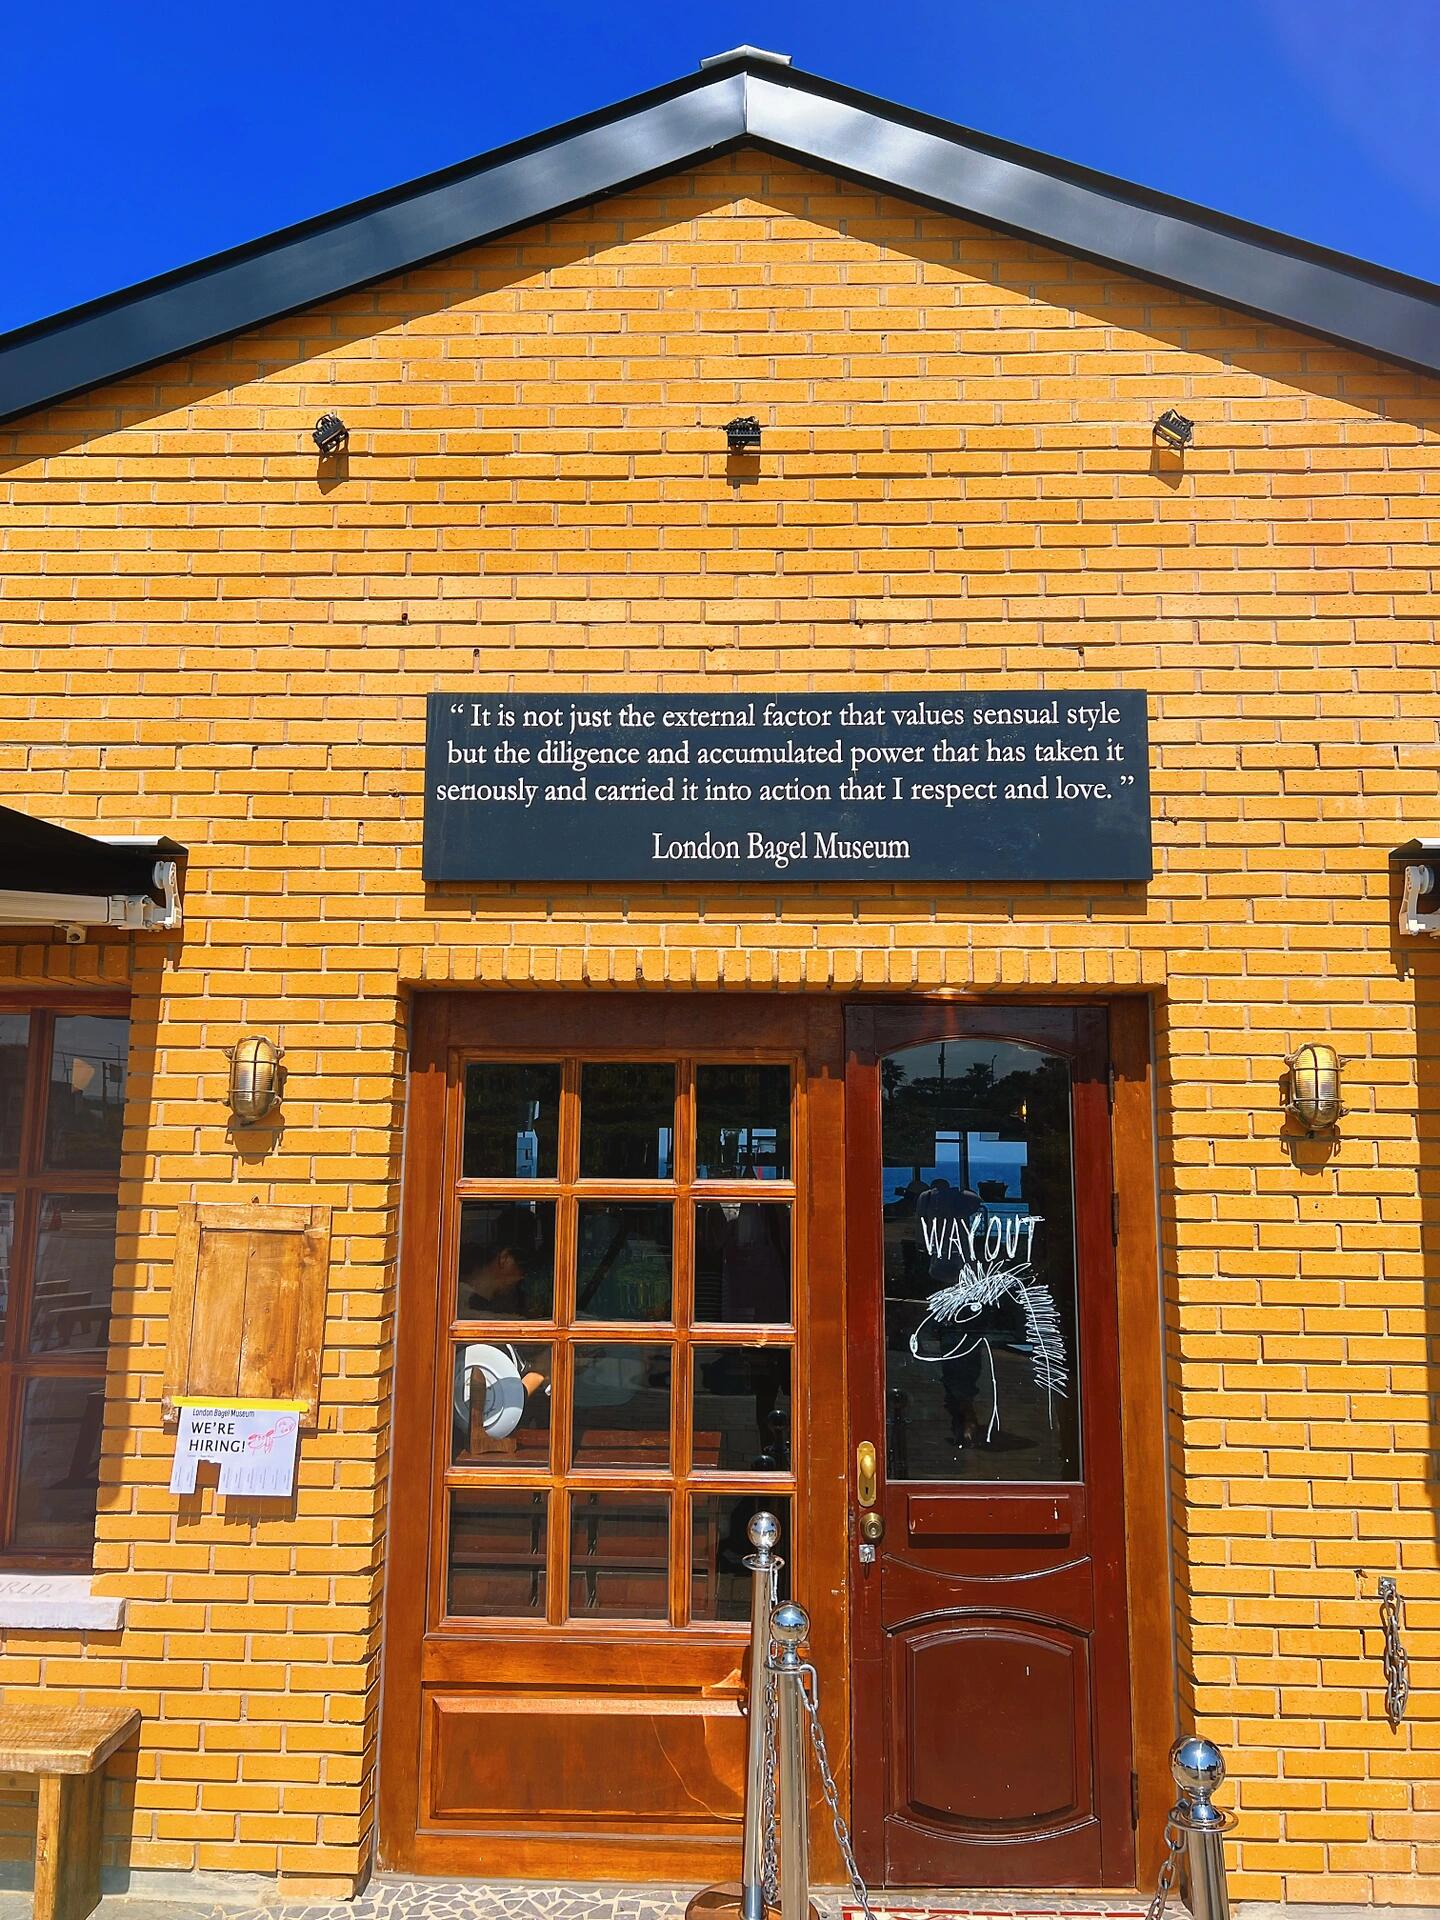 “ It is not just the external factor that values sensual style
but the diligence and accumulated power that has taken it
seriously and carried it into action that I respect and love. ”
London Bagel Museum
WAY OUT
London Bagel Museum
WE'RE
HIRING!